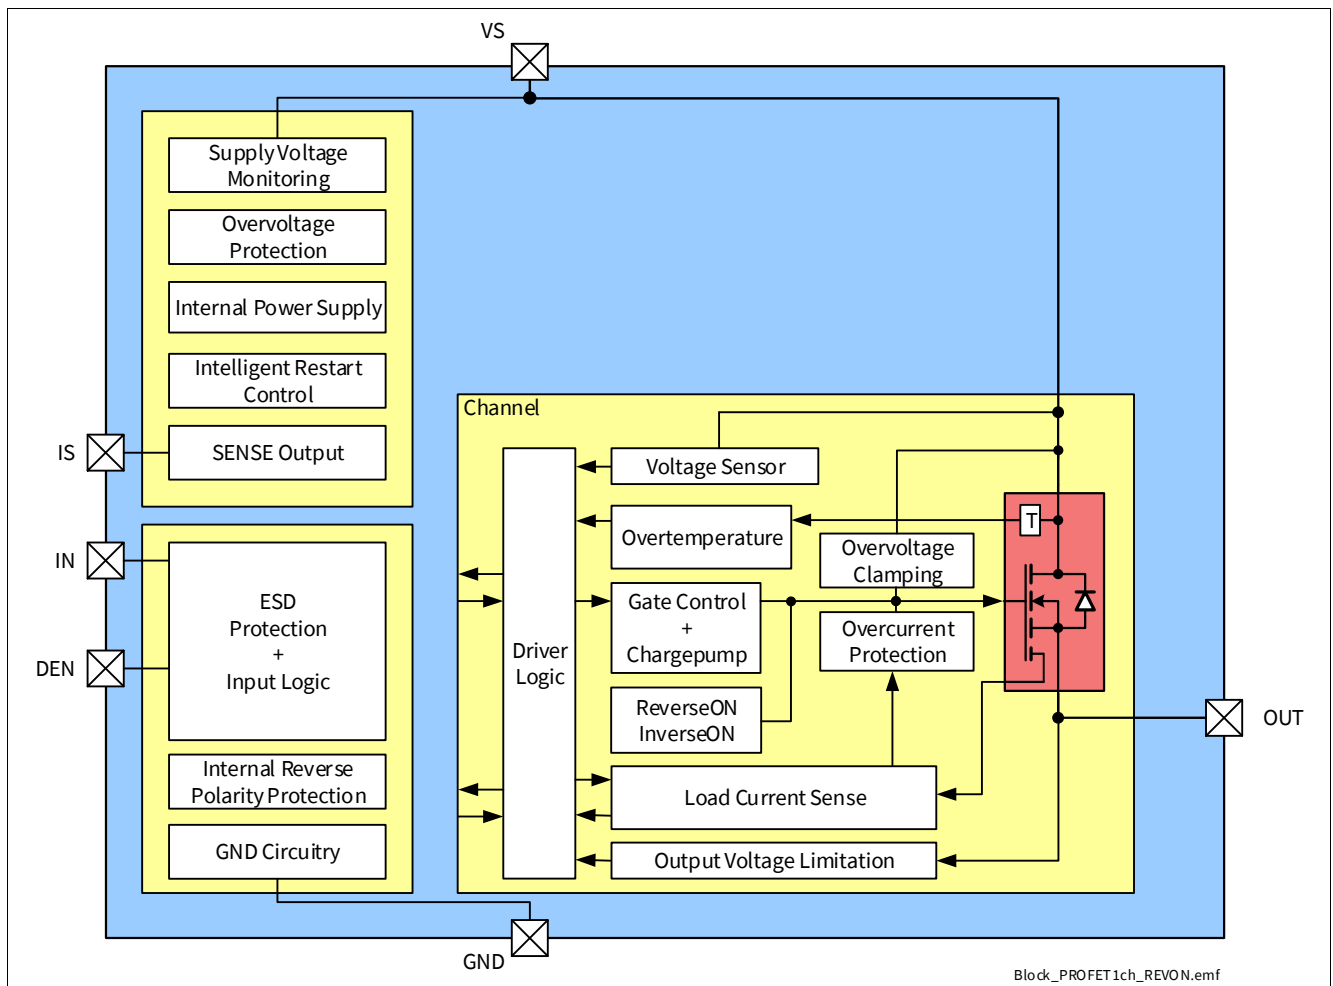 VS
Supply Voltage
Monitoring
Overvoltage
Protection
Internal Power Supply
Intelligent Restart
Control
IS
SENSE Output
IN
DEN
ESD
Protection
+
Input Logic
Internal Reverse
Polarity Protection
GND Circuitry
GND
Channel
Driver
Logic
Voltage Sensor
Overtemperature
T
Overvoltage
Clamping
Gate Control
+
Chargepump
Overcurrent
Protection
ReverseON
InverseON
Load Current Sense
Output Voltage Limitation
OUT
Block_PROFET1ch_REVON.emf